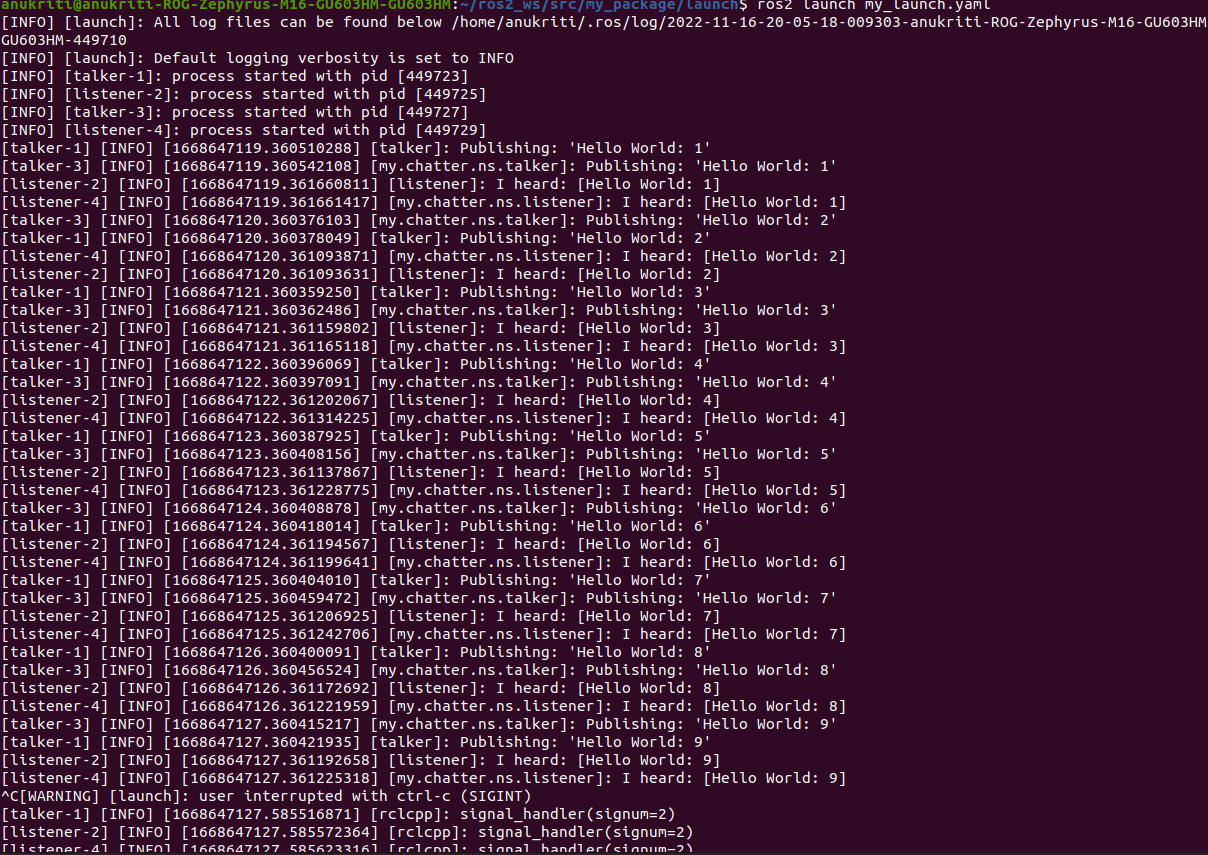 anukriti@anukriti-ROG-Zephyrus-M16-GU603HM-GU603HM:~/ros2_ws/src/my_package/launch$ ros2 launch my_launch.yaml
[INFO] [launch]: All log files can be found below /home/anukriti/.ros/log/2022-11-16-20-05-18-009303-anukriti-ROG-Zephyrus-M16-GU603HM
GU603HM-449710
[INFO] [launch]: Default logging verbosity is set to INFO
[INFO] [talker-1]: process started with pid [449723]
[INFO] [listener-2]: process started with pid [449725]
[INFO] [talker-3]: process started with pid [449727]
[INFO] [listener-4]: process started with pid [449729]
[talker-1] [INFO] [1668647119.360510288] [talker]: Publishing: 'Hello World: 1'
[talker-3] [INFO] [1668647119.360542108] [my.chatter.ns.talker]: Publishing: 'Hello World: 1'
[listener-2] [INFO] [1668647119.361660811] [listener]: I heard: [Hello World: 1]
[listener-4] [INFO] [1668647119.361661417] [my.chatter.ns.listener]: I heard: [Hello World: 1]
[talker-3] [INFO] [1668647120.360376103] [my.chatter.ns.talker]: Publishing: 'Hello World: 2'
[talker-1] [INFO] [1668647120.360378049] [talker]: Publishing: 'Hello World: 2'
[listener-4] [INFO] [1668647120.361093871] [my.chatter.ns.listener]: I heard: [Hello World: 2]
[listener-2] [INFO] [1668647120.361093631] [listener]: I heard: [Hello World: 2]
[talker-1] [INFO] [1668647121.360359250] [talker]: Publishing: 'Hello World: 3'
[talker-3] [INFO] [1668647121.360362486] [my.chatter.ns.talker]: Publishing: 'Hello World: 3'
[listener-2] [INFO] [1668647121.361159802] [listener]: I heard: [Hello World: 3]
[listener-4] [INFO] [1668647121.361165118] [my.chatter.ns.listener]: I heard: [Hello World: 3]
[talker-1] [INFO] [1668647122.360396069] [talker]: Publishing: 'Hello World: 4'
[talker-3] [INFO] [1668647122.360397091] [my.chatter.ns.talker]: Publishing: 'Hello World: 4'
[listener-2] [INFO] [1668647122.361202067] [listener]: I heard: [Hello World: 4]
[listener-4] [INFO] [1668647122.361314225] [my.chatter.ns.listener]: I heard: [Hello World: 4]
[talker-1] [INFO] [1668647123.360387925] [talker]: Publishing: 'Hello World: 5'
[talker-3] [INFO] [1668647123.360408156] [my.chatter.ns.talker]: Publishing: 'Hello World: 5'
[listener-2] [INFO] [1668647123.361137867] [listener]: I heard: [Hello World: 5]
[listener-4] [INFO] [1668647123.361228775] [my.chatter.ns.listener]: I heard: [Hello World: 5]
[talker-3] [INFO] [1668647124.360408878] [my.chatter.ns.talker]: Publishing: 'Hello World: 6'
[talker-1] [INFO] [1668647124.360418014] [talker]: Publishing: 'Hello World: 6'
[listener-2] [INFO] [1668647124.361194567] [listener]: I heard: [Hello World: 6]
[listener-4] [INFO] [1668647124.361199641] [my.chatter.ns.listener]: I heard: [Hello World: 6]
[talker-1] [INFO] [1668647125.360404010] [talker]: Publishing: 'Hello World: 7'
[talker-3] [INFO] [1668647125.360459472] [my.chatter.ns.talker]: Publishing: 'Hello World: 7'
[listener-2] [INFO] [1668647125.361206925] [listener]: I heard: [Hello World: 7]
[listener-4] [INFO] [1668647125.361242706] [my.chatter.ns.listener]: I heard: [Hello World: 7]
[talker-1] [INFO] [1668647126.360400091] [talker]: Publishing: 'Hello World: 8'
[talker-3] [INFO] [1668647126.360456524] [my.chatter.ns.talker]: Publishing: 'Hello World: 8'
[listener-2] [INFO] [1668647126.361172692] [listener]: I heard: [Hello World: 8]
[listener-4] [INFO] [1668647126.361221959] [my.chatter.ns.listener]: I heard: [Hello World: 8]
[talker-3] [INFO] [1668647127.360415217] [my.chatter.ns.talker]: Publishing: 'Hello World: 9'
[talker-1] [INFO] [1668647127.360421935] [talker]: Publishing: 'Hello World: 9'
[listener-2] [INFO] [1668647127.361192658] [listener]: I heard: [Hello World: 9]
[listener-4] [INFO] [1668647127.361225318] [my.chatter.ns.listener]: I heard: [Hello World: 9]
^C[WARNING] [launch]: user interrupted with ctrl-c (SIGINT)
[talker-1] [INFO] [1668647127.585516871] [rclcpp]: signal_handler(signum=2)
[listener-2] [INFO] [1668647127.585572364] [rclcpp]: signal_handler(signum=2)
[listener-4] [INFO] [1668647127.585623316] [rclcpp]: signal_handler(signum=2)